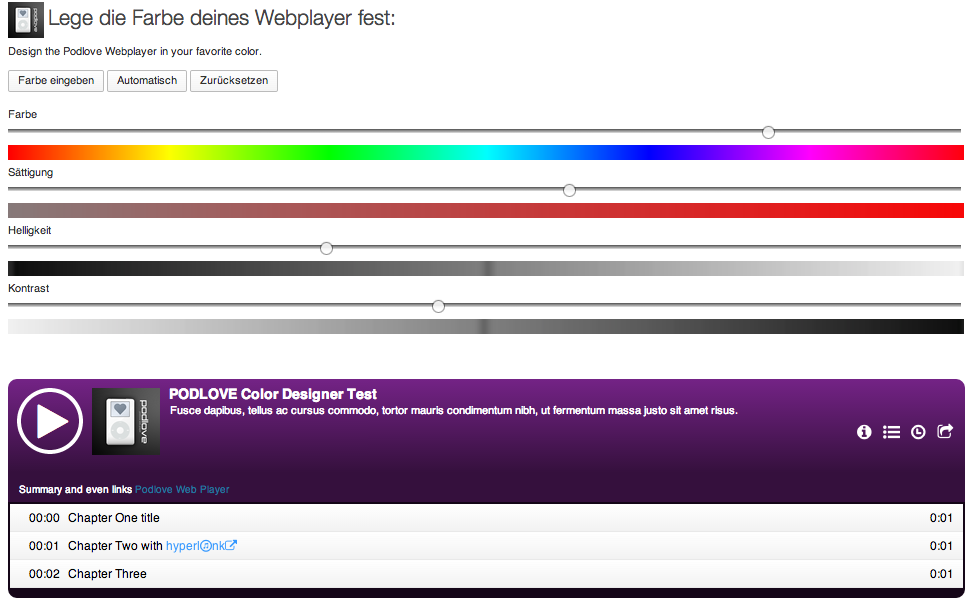 podlove
Lege die Farbe deines Webplayer fest:
Design the Podlove Webplayer in your favorite color.
Farbe eingeben Automatisch Zurücksetzen
Farbe
Sättigung
Helligkeit
Kontrast
podlove
PODLOVE Color Designer Test
Fusce dapibus, tellus ac cursus commodo, tortor mauris condimentum nibh, ut fermentum massa justo sit amet risus.
Summary and even links Podlove Web Player
00:00 Chapter One title 0:01
00:01 Chapter Two with hyperl♫nk 0:01
00:02 Chapter Three 0:01